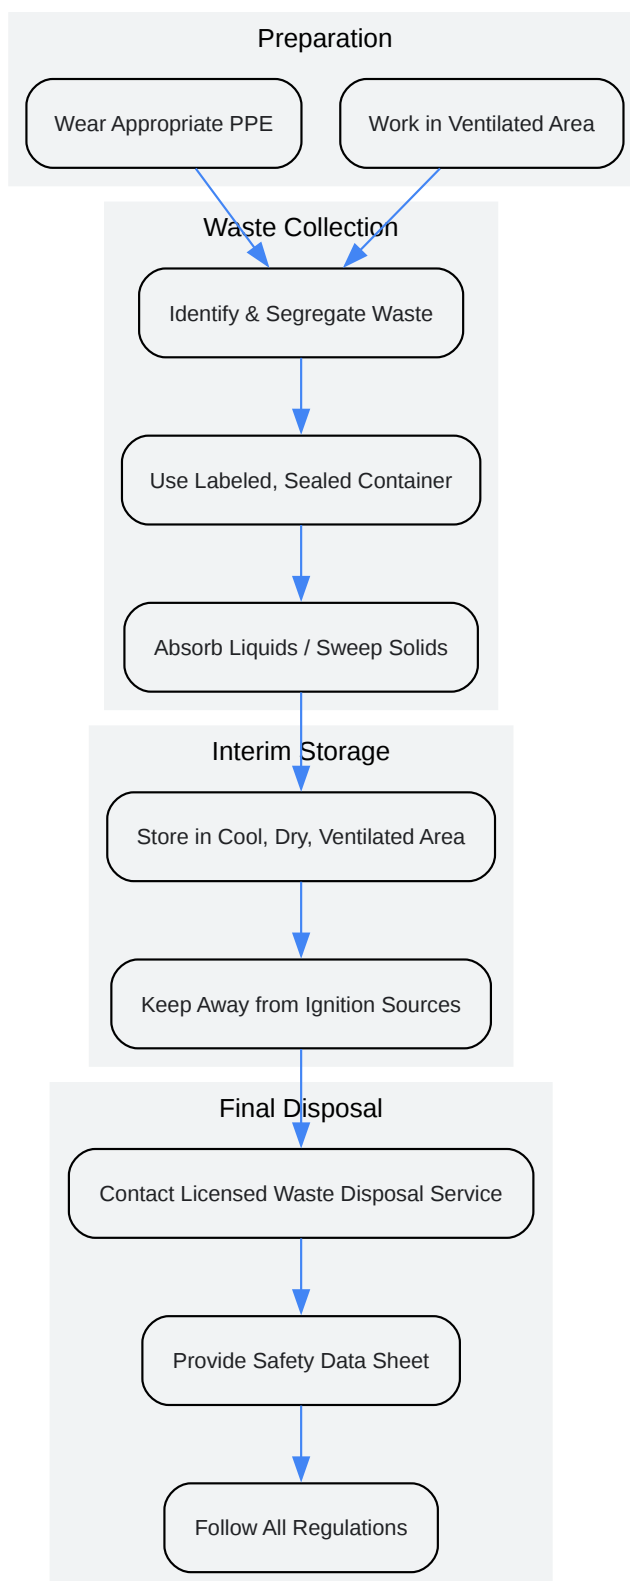 Preparation
Wear Appropriate PPE
Work in Ventilated Area
Waste Collection
Identify & Segregate Waste
Use Labeled, Sealed Container
Absorb Liquids / Sweep Solids
Interim Storage
Store in Cool, Dry, Ventilated Area
Keep Away from Ignition Sources
Final Disposal
Contact Licensed Waste Disposal Service
Provide Safety Data Sheet
Follow All Regulations